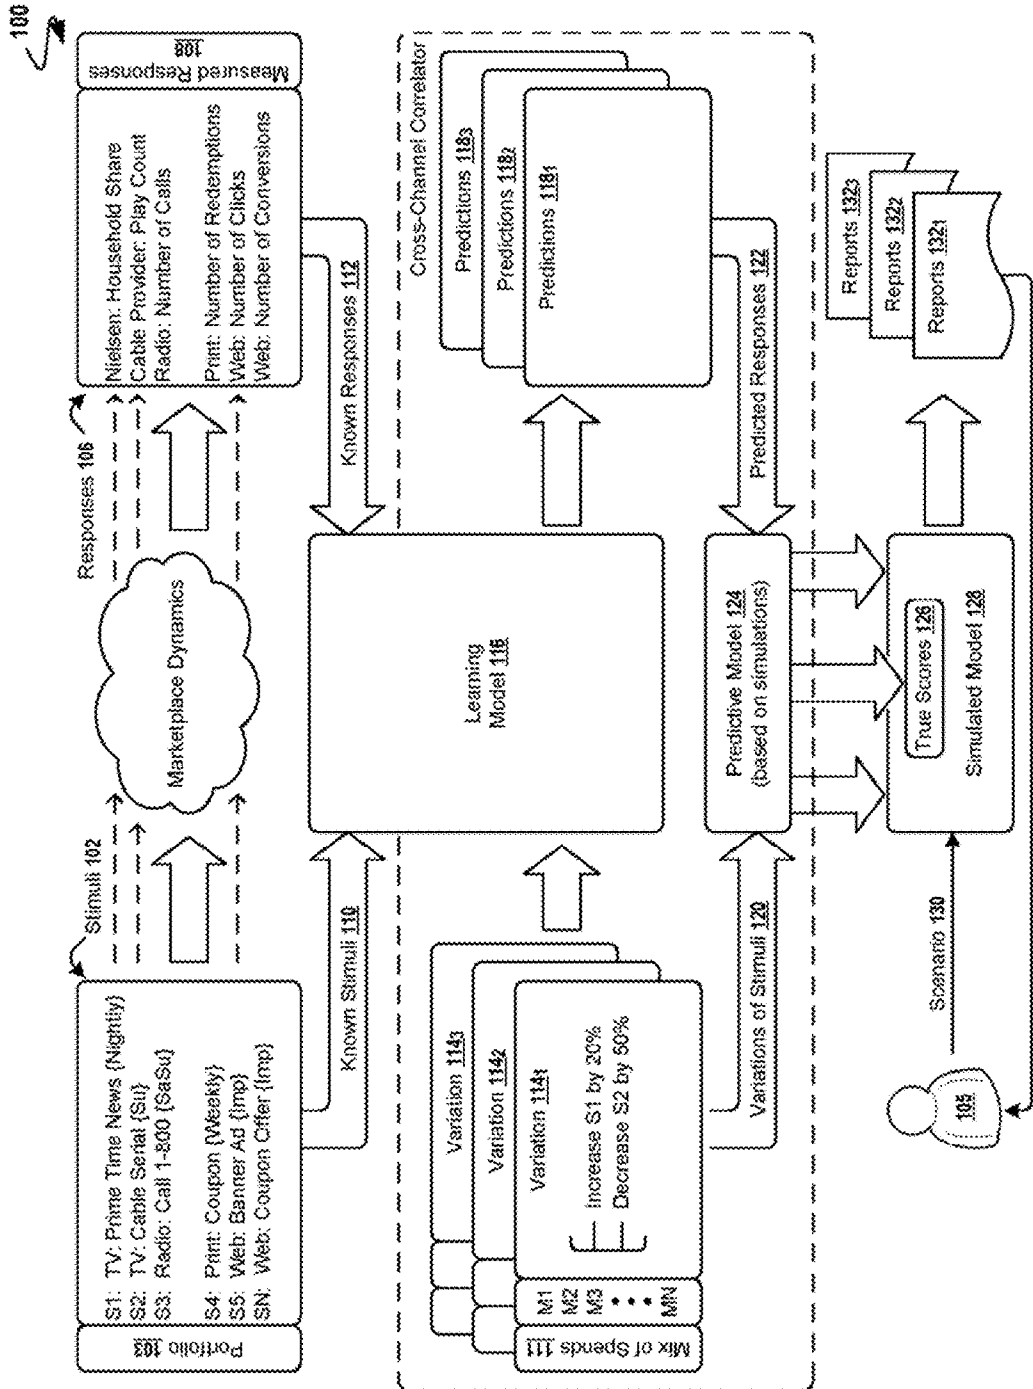 100
Stimuli 102
Responses 106
Portfolio 103
S1: TV: Prime Time News {Nightly}
S2: TV: Cable Serial {Su}
S3: Radio: Call 1-800 {SaSu}
S4: Print: Coupon {Weekly}
S5: Web: Banner Ad {Imp}
SN: Web: Coupon Offer {Imp}
Marketplace Dynamics
Nielsen: Household Share
Cable Provider: Play Count
Radio: Number of Calls
Print: Number of Redemptions
Web: Number of Clicks
Web: Number of Conversions
Measured Responses 108
Known Stimuli 110
Known Responses 112
Cross-Channel Correlator
Variation 1143
Variation 1142
Variation 1141
Mix of Spends 111
M1
M2
M3
MN
Increase S1 by 20%
Decrease S2 by 50%
Learning
Model 116
Predictions 1183
Predictions 1182
Predictions 1181
Variations of Stimuli 120
Predicted Responses 122
Predictive Model 124
(based on simulations)
True Scores 126
Simulated Model 128
105
Scenario 130
Reports 1323
Reports 1322
Reports 1321